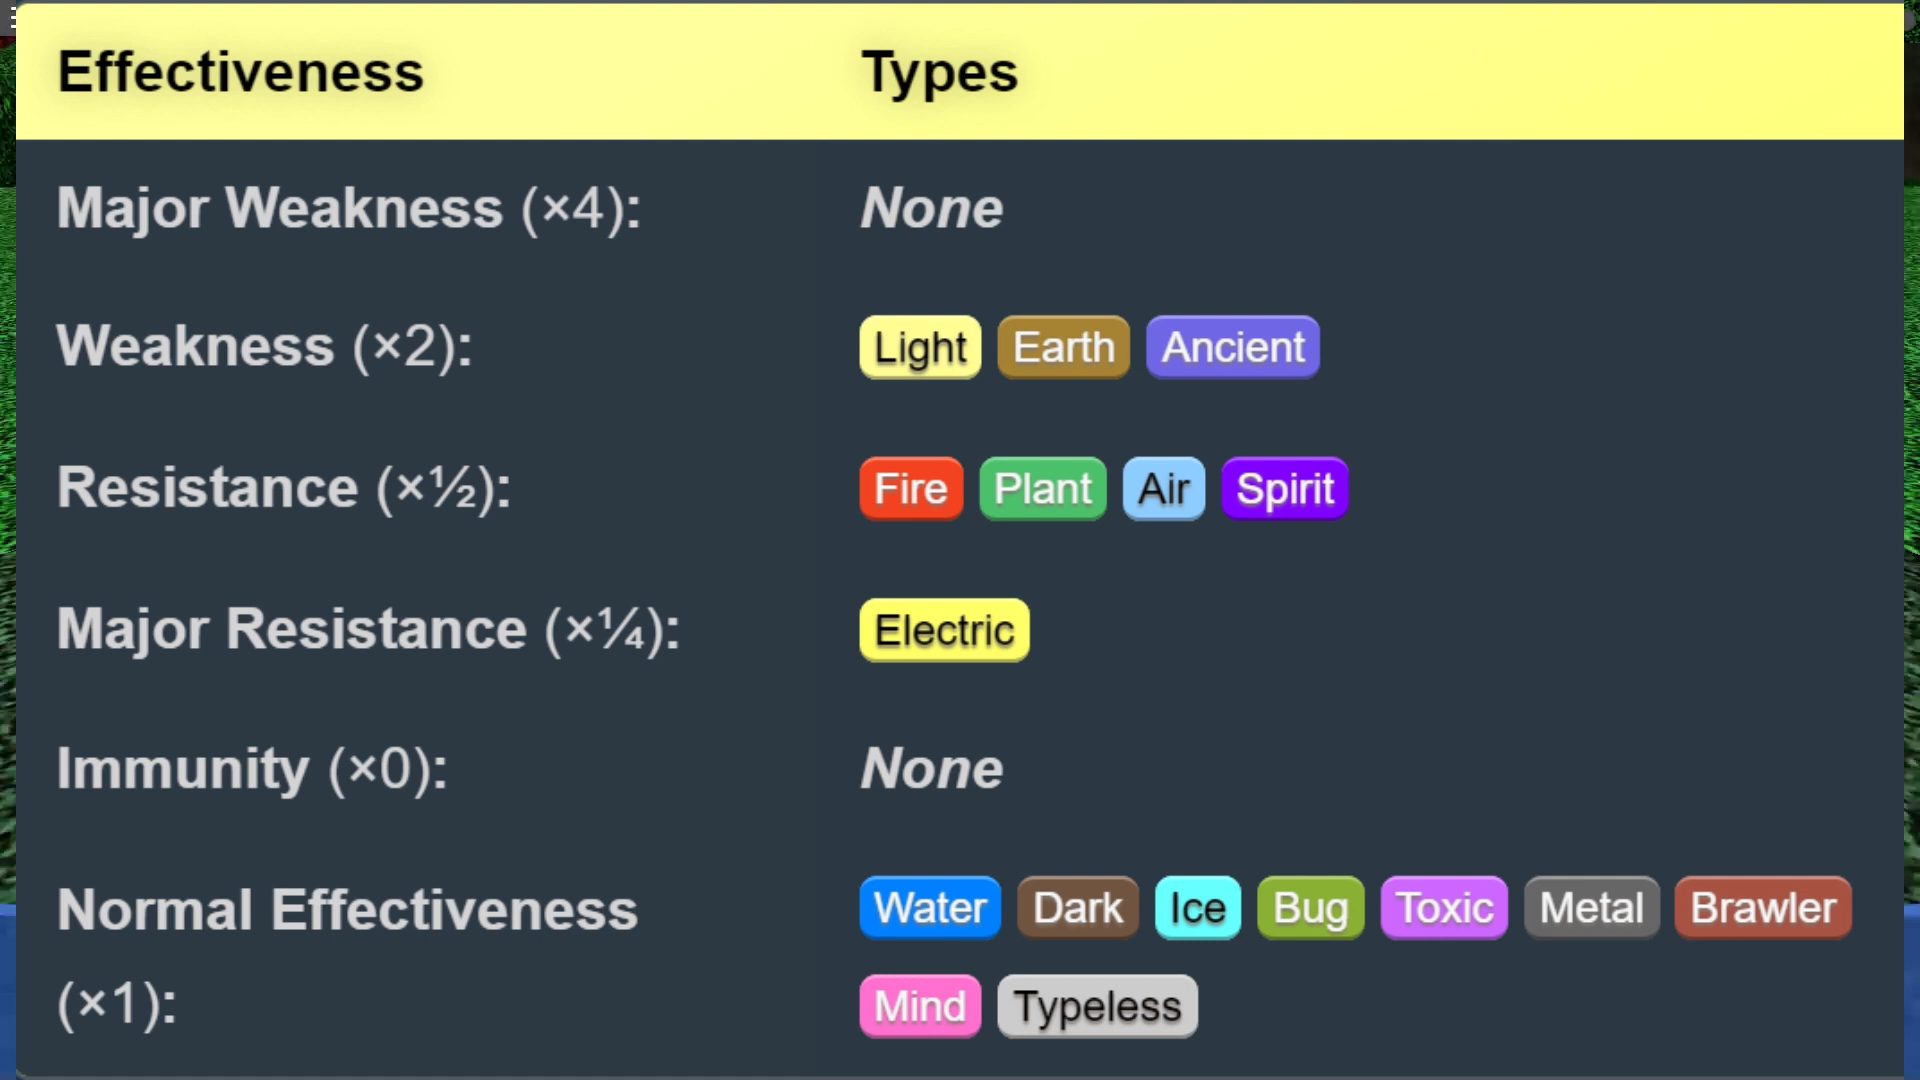 Effectiveness Types
Major Weakness (×4): None
Weakness (×2): Light Earth Ancient
Resistance (×½): Fire Plant Air Spirit
Major Resistance (×¼): Electric
Immunity (×0): None
Normal Effectiveness Water Dark Ice Bug Toxic Metal Brawler
(×1): Mind Typeless